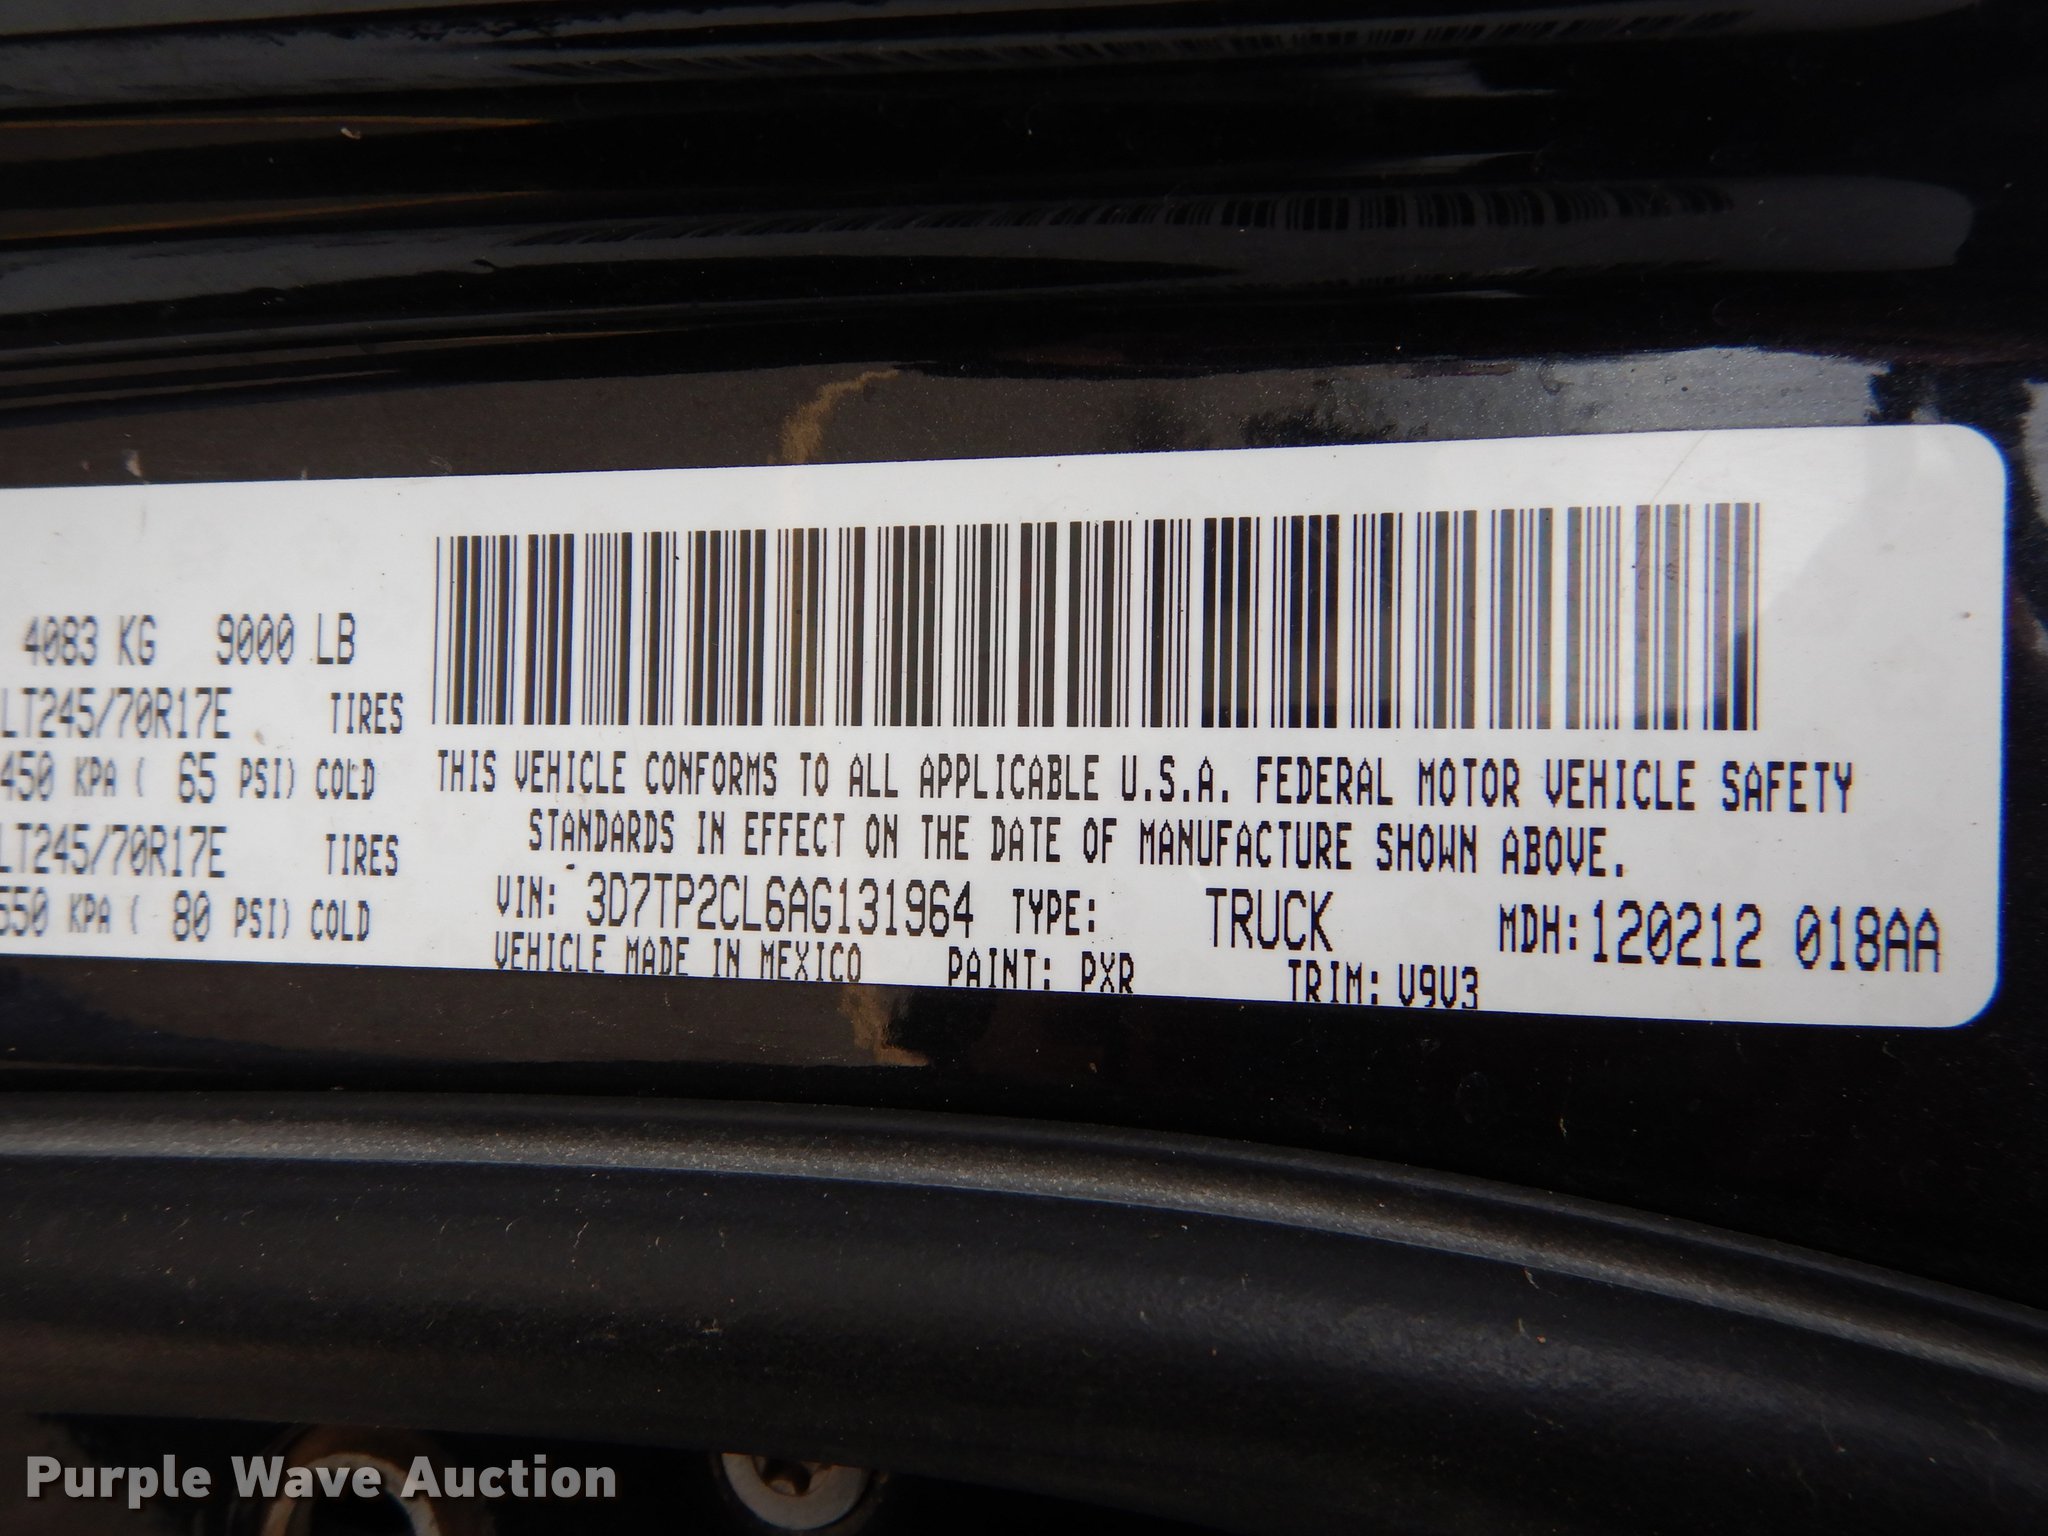 4083 KG 9000 LB
LT245/70R17E TIRES
450 KPA ( 65 PSI) COLD
LT245/70R17E TIRES
550 KPA ( 80 PSI) COLD
THIS VEHICLE CONFORMS TO ALL APPLICABLE U.S.A. FEDERAL MOTOR VEHICLE SAFETY
STANDARDS IN EFFECT ON THE DATE OF MANUFACTURE SHOWN ABOVE.
VIN: 3D7TP2CL6AG131964 TYPE: TRUCK MDH: 120212 018AA
VEHICLE MADE IN MEXICO PAINT: PXR TRIM: V9V3
Purple Wave Auction